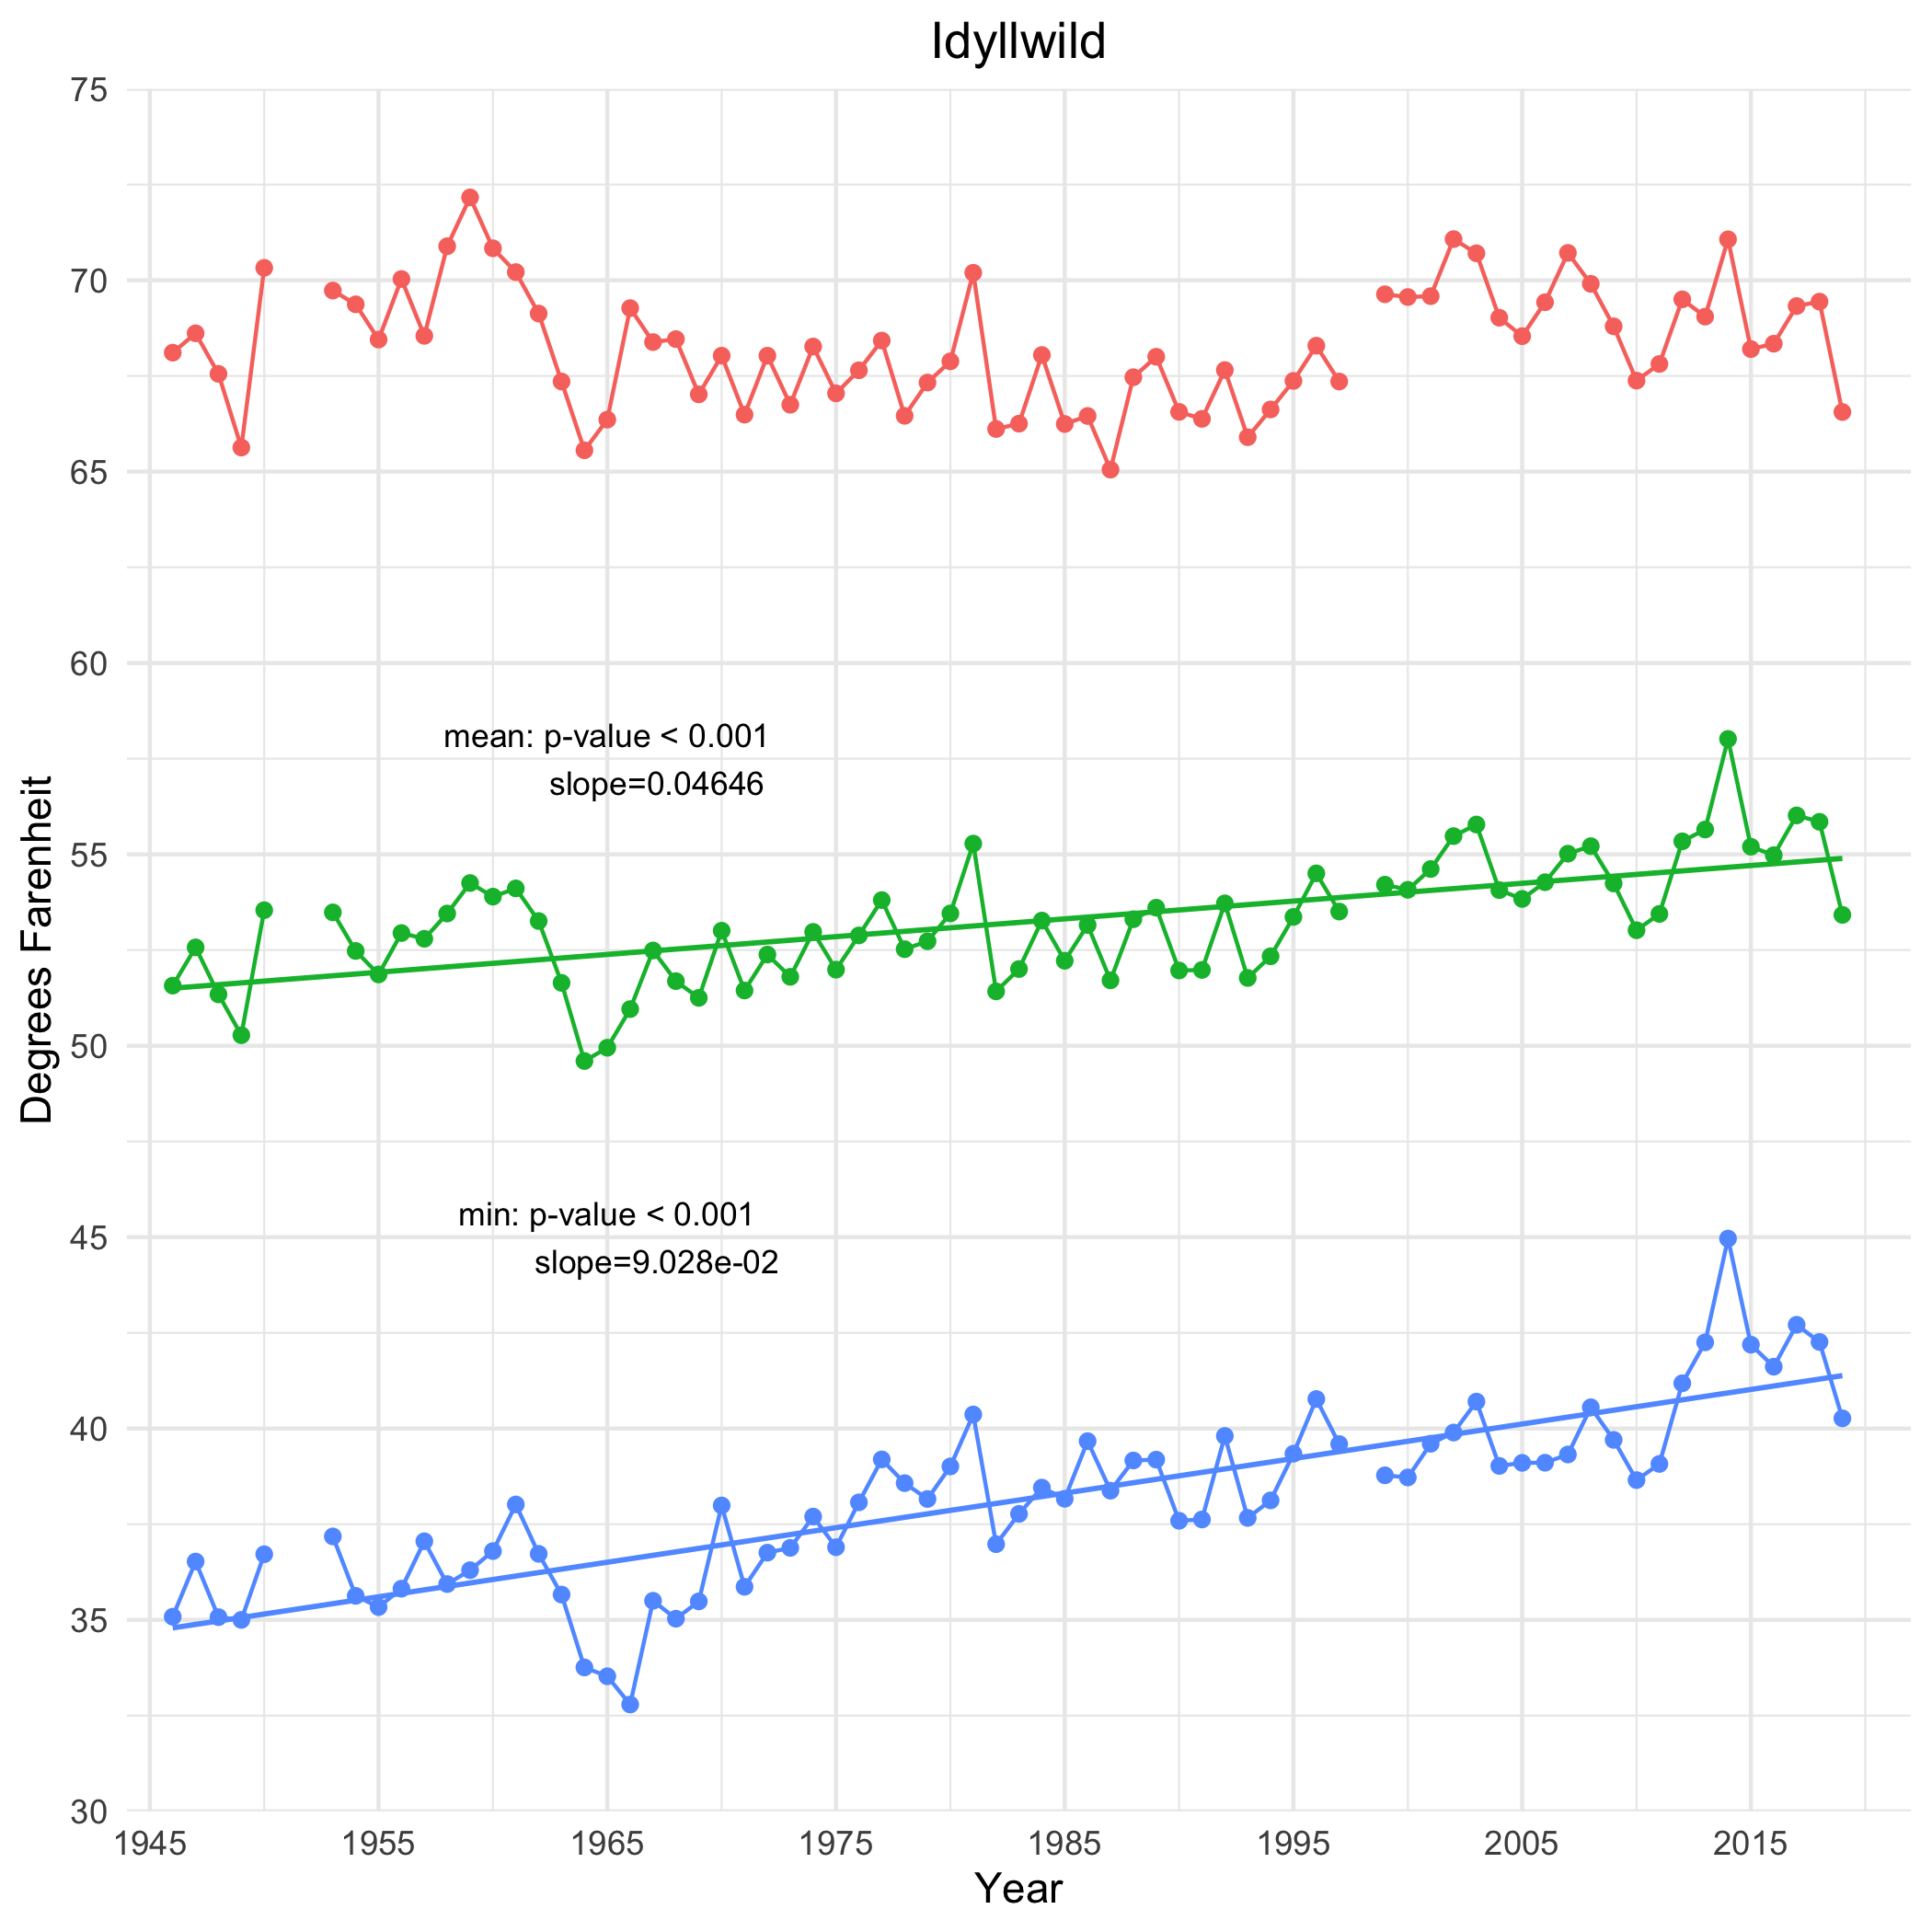 Idyllwild
75
70
65
60
55
50
45
40
35
30
Degrees Farenheit
mean: p-value < 0.001
slope=0.04646
min: p-value < 0.001
slope=9.028e-02
1945 1955 1965 1975 1985 1995 2005 2015
Year